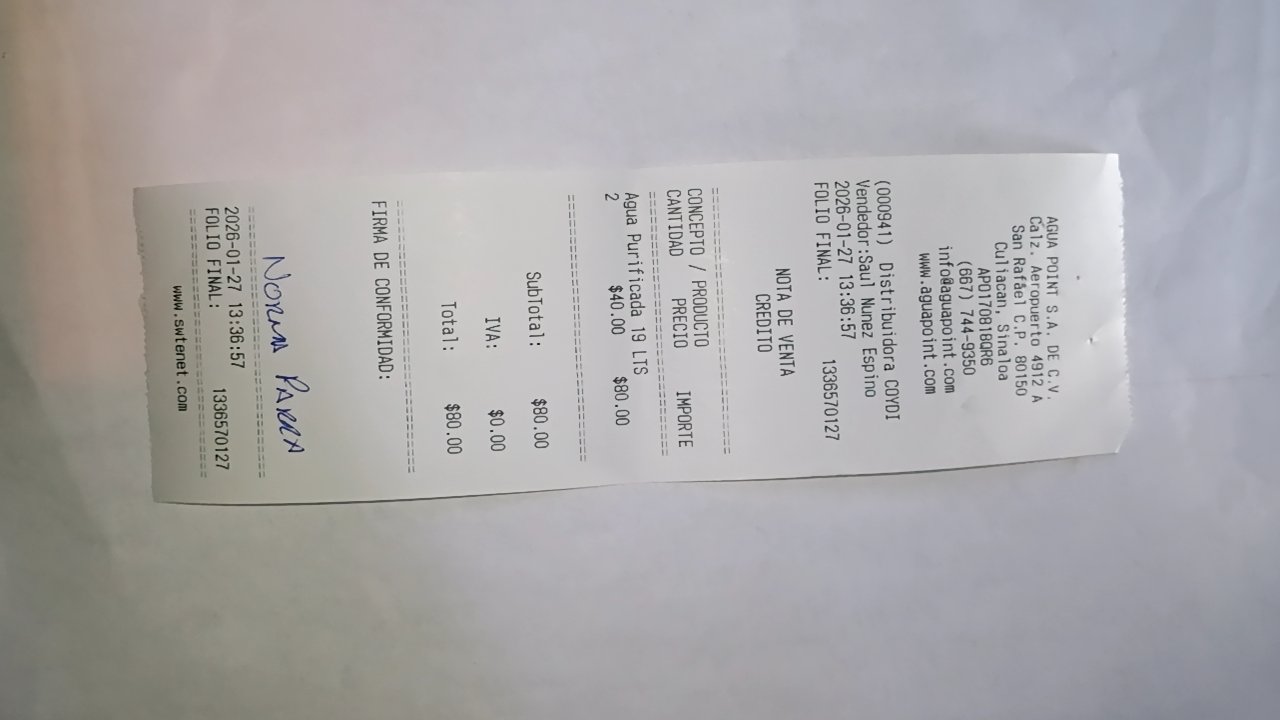 AGUA POINT S.A. DE C.V.
Calz. Aeropuerto 4912 A
San Rafael C.P. 80150
Culiacan, Sinaloa
APO170818QR6
(667) 744-9350
info@aguapoint.com
www.aguapoint.com
(000941) Distribuidora COYDI
Vendedor:Saul Nunez Espino
2026-01-27 13:36:57
FOLIO FINAL: 1336570127
NOTA DE VENTA
CREDITO
================================
CONCEPTO / PRODUCTO
CANTIDAD PRECIO IMPORTE
================================
Agua Purificada 19 LTS
2 $40.00 $80.00
================================
SubTotal: $80.00
IVA: $0.00
Total: $80.00
================================
FIRMA DE CONFORMIDAD:
Norma Parra
================================
2026-01-27 13:36:57
FOLIO FINAL: 1336570127
================================
www.swtenet.com